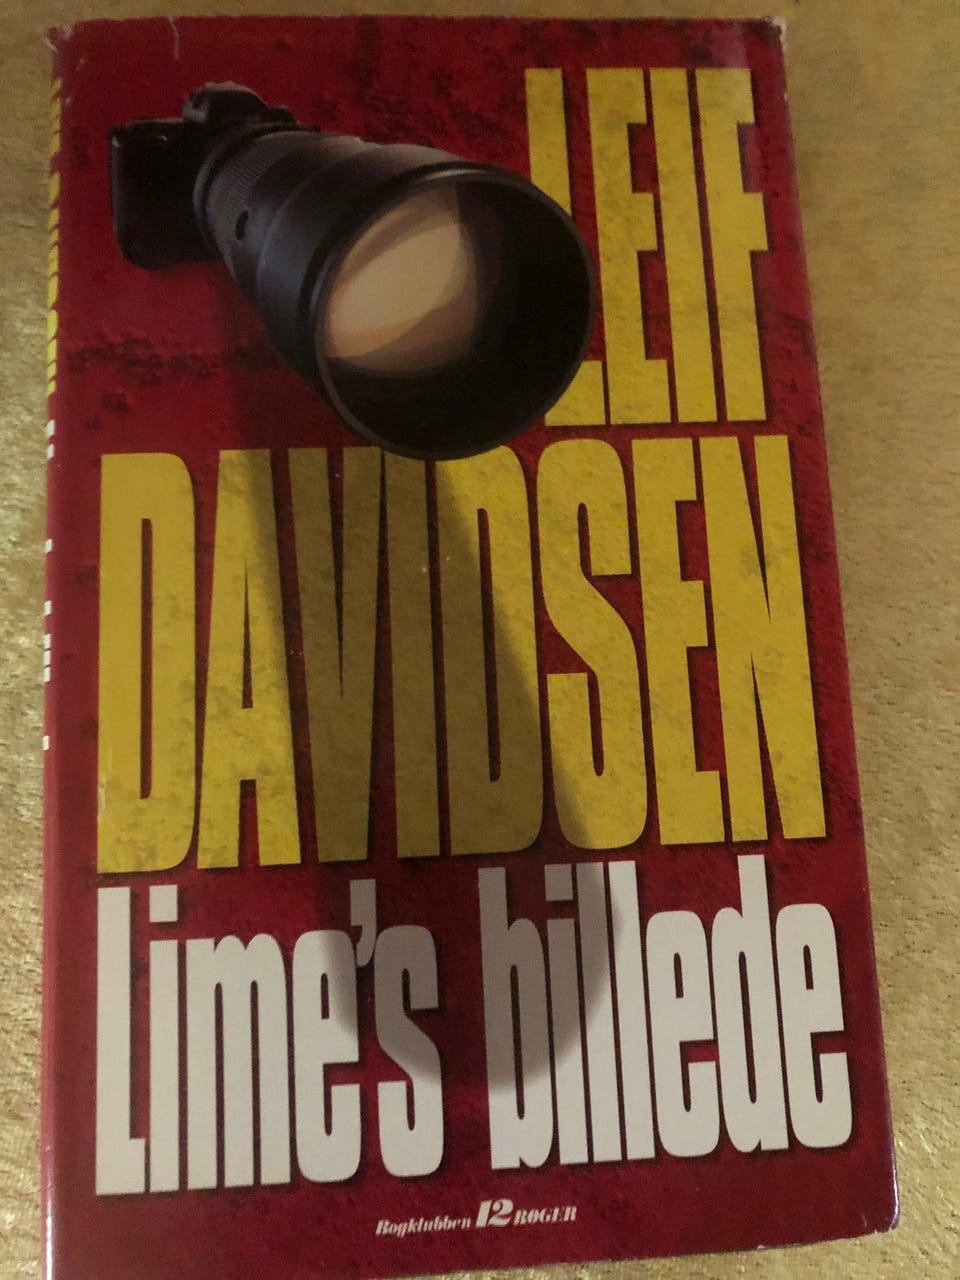 LEIF
DAVIDSEN
Lime's billede
Bogklubben 12 BØGER